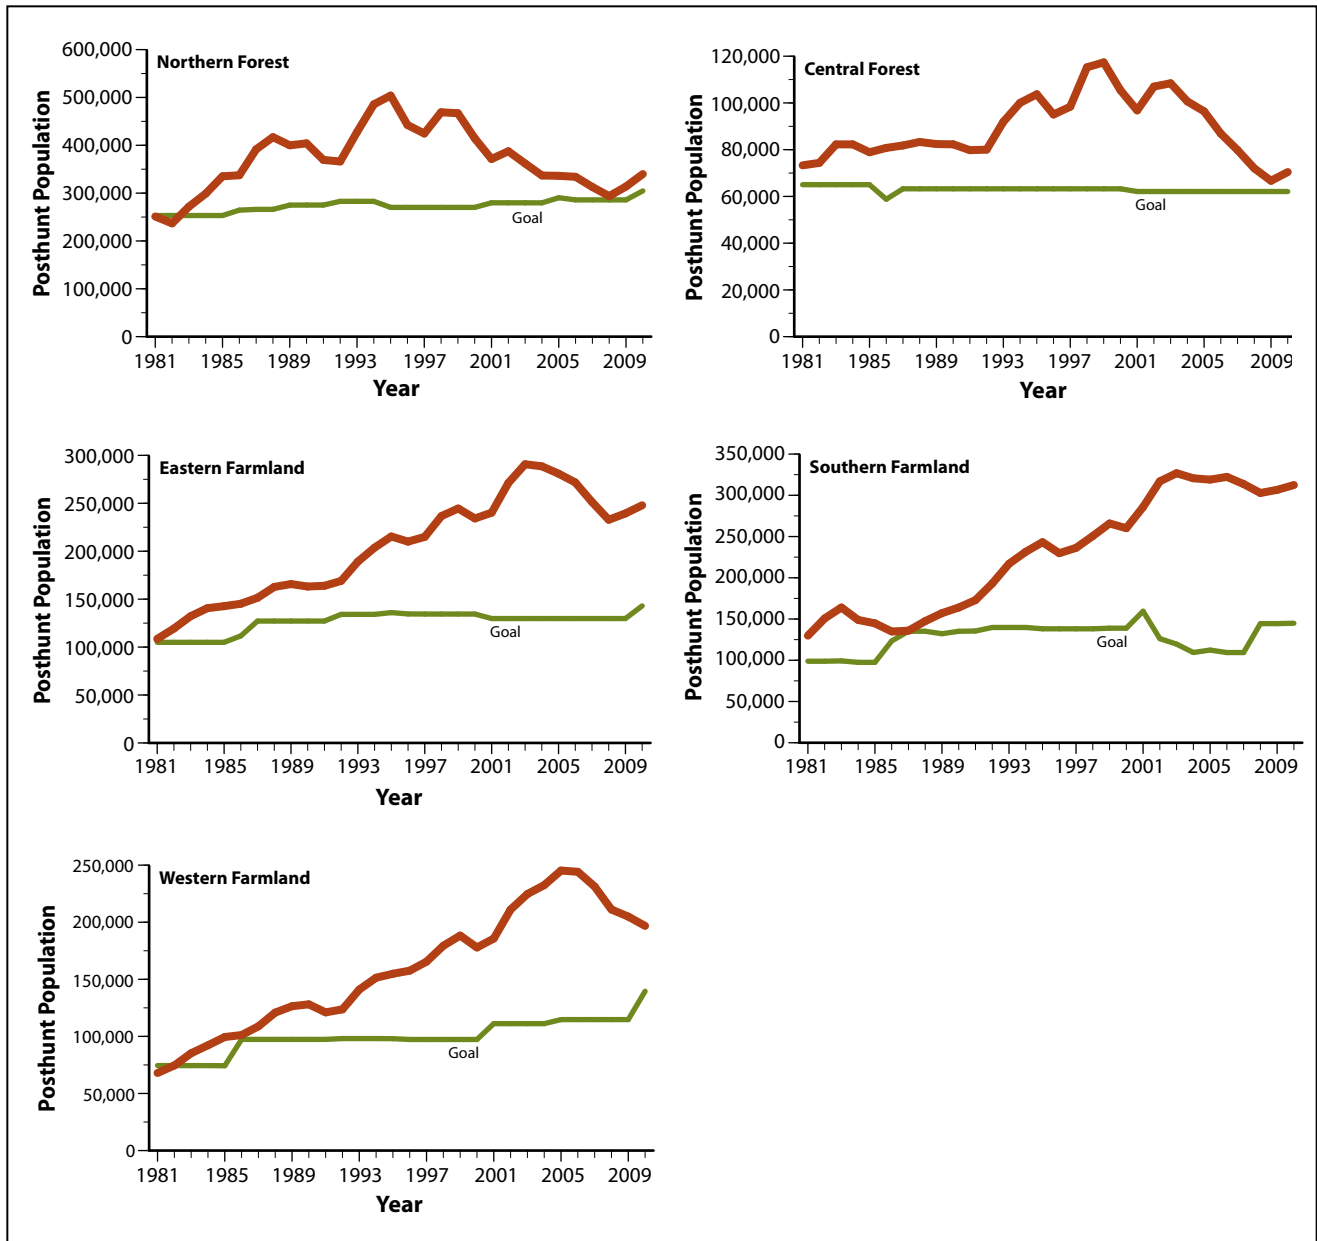 Northern Forest
Posthunt Population
600,000
500,000
400,000
300,000
200,000
100,000
0
Goal
1981 1985 1989 1993 1997 2001 2005 2009
Year
Central Forest
Posthunt Population
120,000
100,000
80,000
60,000
40,000
20,000
0
Goal
1981 1985 1989 1993 1997 2001 2005 2009
Year
Eastern Farmland
Posthunt Population
300,000
250,000
200,000
150,000
100,000
50,000
0
Goal
1981 1985 1989 1993 1997 2001 2005 2009
Year
Southern Farmland
Posthunt Population
350,000
300,000
250,000
200,000
150,000
100,000
50,000
0
Goal
1981 1985 1989 1993 1997 2001 2005 2009
Year
Western Farmland
Posthunt Population
250,000
200,000
150,000
100,000
50,000
0
Goal
1981 1985 1989 1993 1997 2001 2005 2009
Year